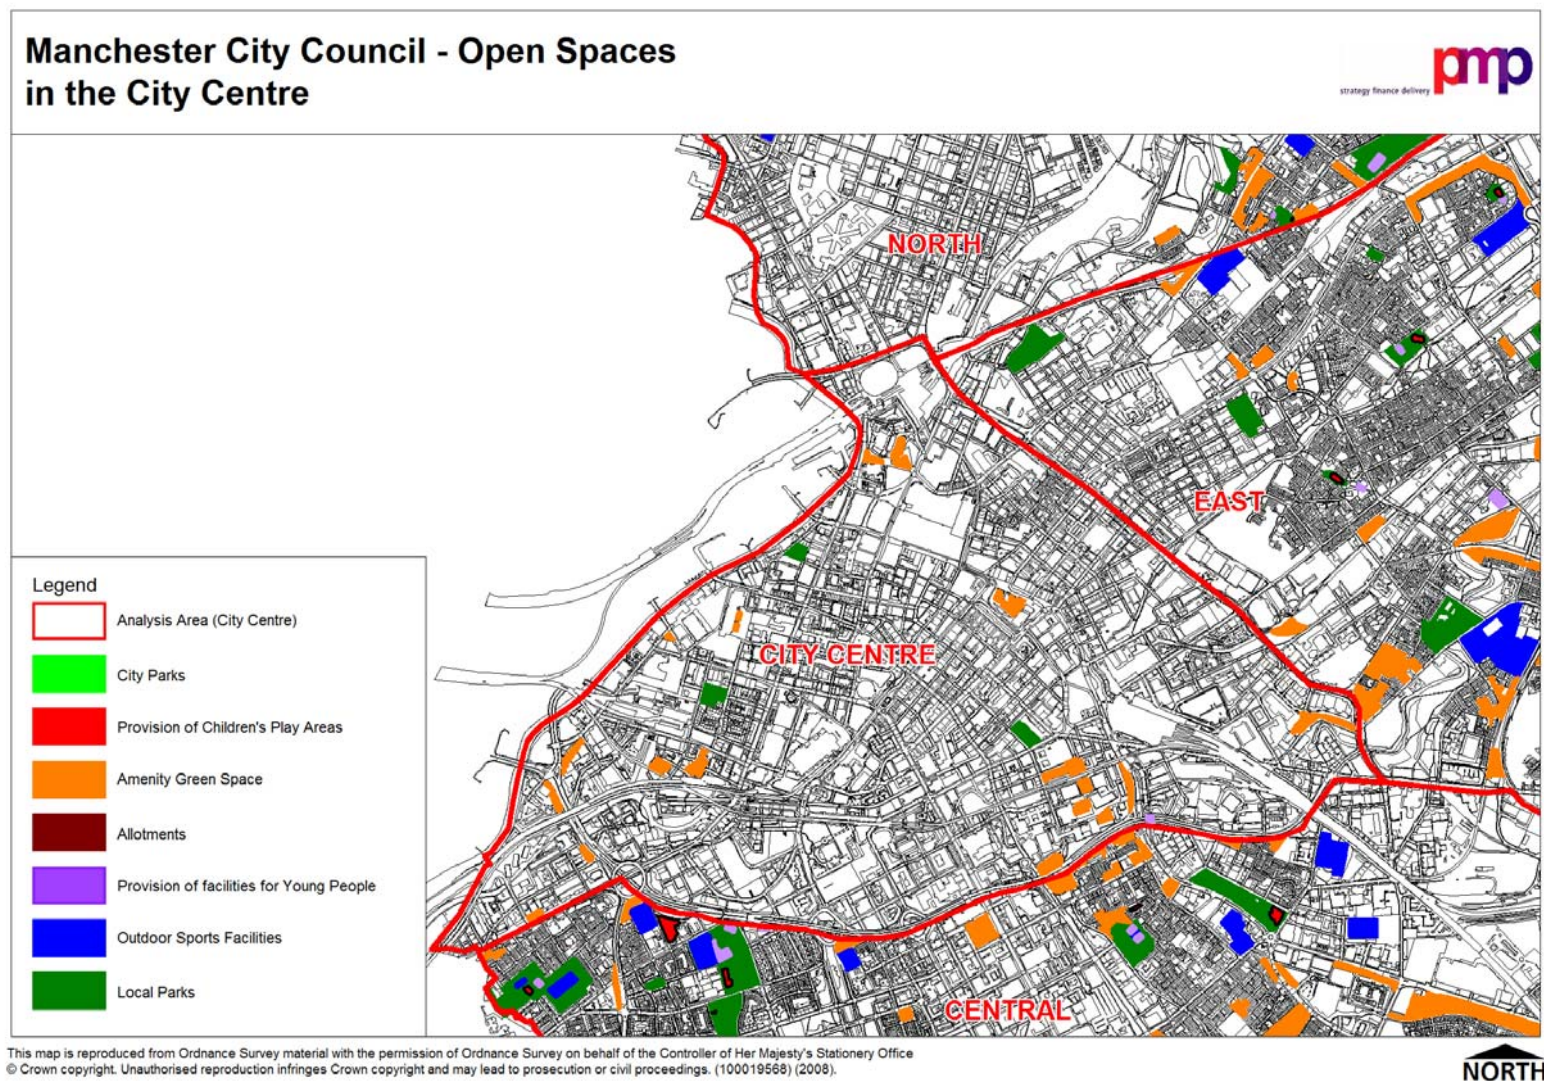 Manchester City Council - Open Spaces
in the City Centre
strategy finance delivery
pmp
NORTH
EAST
CITY CENTRE
CENTRAL
Legend
Analysis Area (City Centre)
City Parks
Provision of Children's Play Areas
Amenity Green Space
Allotments
Provision of facilities for Young People
Outdoor Sports Facilities
Local Parks
This map is reproduced from Ordnance Survey material with the permission of Ordnance Survey on behalf of the Controller of Her Majesty's Stationery Office
© Crown copyright. Unauthorised reproduction infringes Crown copyright and may lead to prosecution or civil proceedings. (100019568) (2008).
NORTH